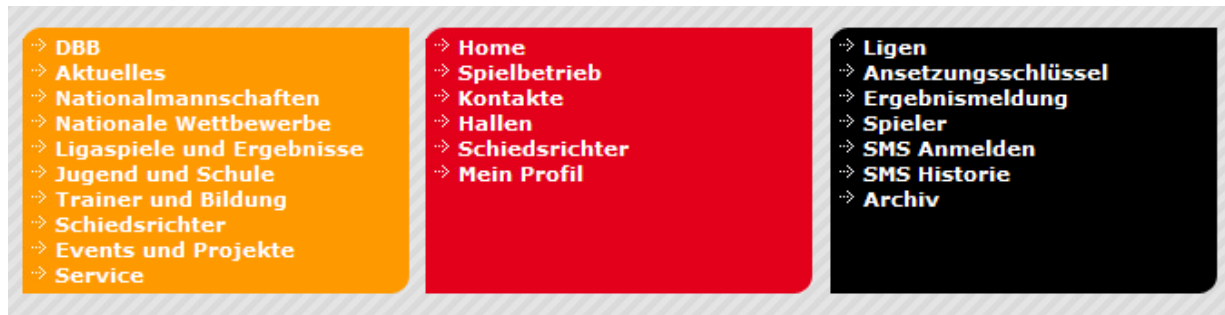 DBB
Aktuelles
Nationalmannschaften
Nationale Wettbewerbe
Ligaspiele und Ergebnisse
Jugend und Schule
Trainer und Bildung
Schiedsrichter
Events und Projekte
Service
Home
Spielbetrieb
Kontakte
Hallen
Schiedsrichter
Mein Profil
Ligen
Ansetzungsschlüssel
Ergebnismeldung
Spieler
SMS Anmelden
SMS Historie
Archiv